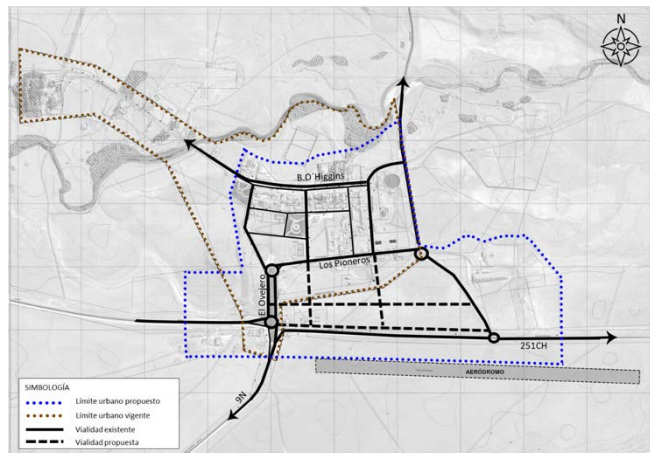 N
B.O´Higgins
Los Pioneros
El Ovejero
251CH
AERÓDROMO
9N
SIMBOLOGÍA
Límite urbano propuesto
Límite urbano vigente
Vialidad existente
Vialidad propuesta